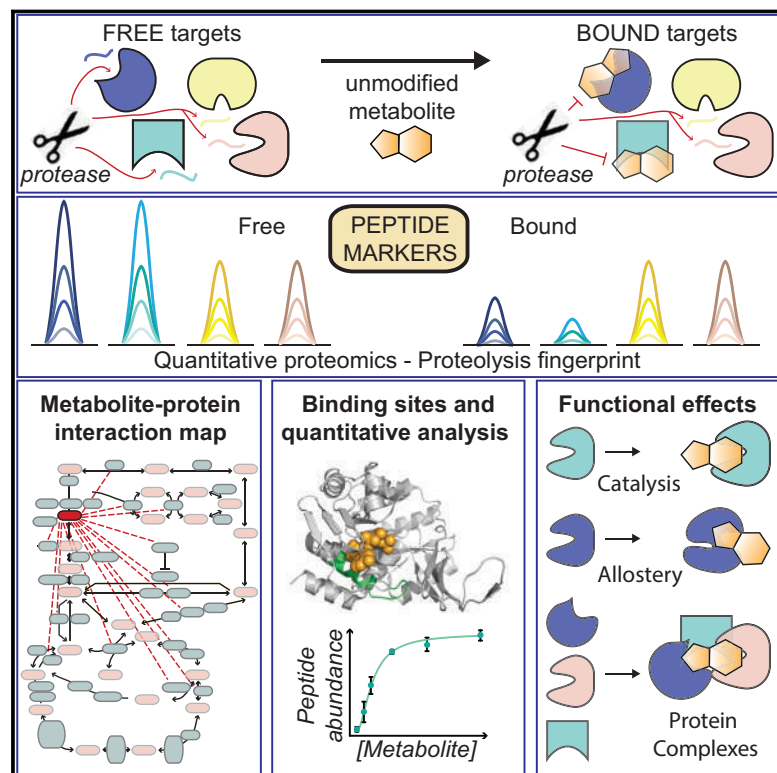 FREE targets
BOUND targets
unmodified
metabolite
protease
protease
Free
PEPTIDE
MARKERS
Bound
Quantitative proteomics - Proteolysis fingerprint
Metabolite-protein
interaction map
Binding sites and
quantitative analysis
Peptide
abundance
[Metabolite]
Functional effects
Catalysis
Allostery
Protein
Complexes